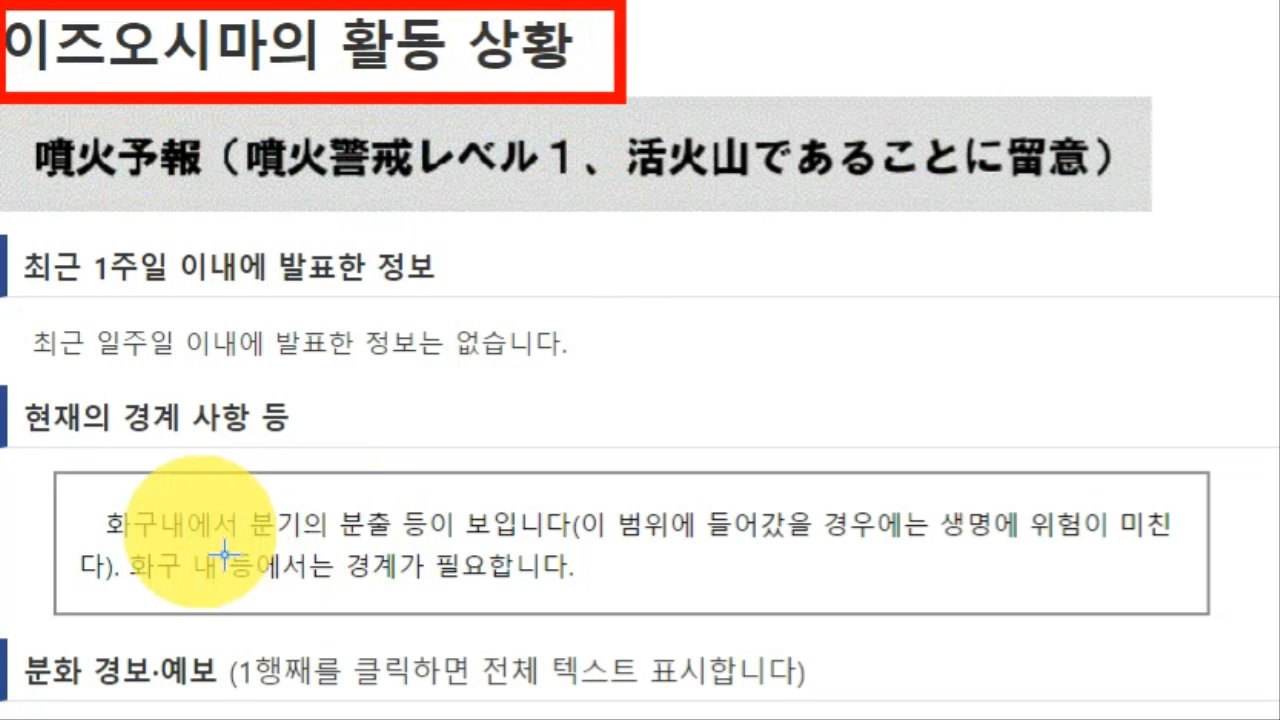 이즈오시마의 활동 상황
噴火予報（噴火警戒レベル１、活火山であることに留意）
최근 1주일 이내에 발표한 정보
최근 일주일 이내에 발표한 정보는 없습니다.
현재의 경계 사항 등
화구내에서 분기의 분출 등이 보입니다(이 범위에 들어갔을 경우에는 생명에 위험이 미친
다). 화구 내 등에서는 경계가 필요합니다.
분화 경보·예보 (1행째를 클릭하면 전체 텍스트 표시합니다)